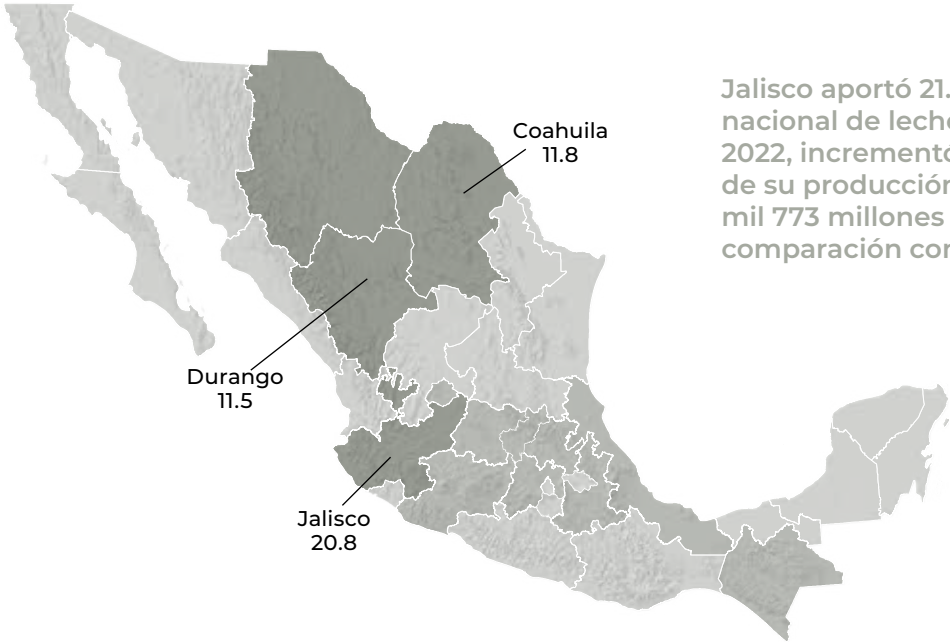 Coahuila
11.8
Jalisco aportó 21.
nacional de leche
2022, incrementó
de su producción
mil 773 millones
comparación con
Durango
11.5
Jalisco
20.8